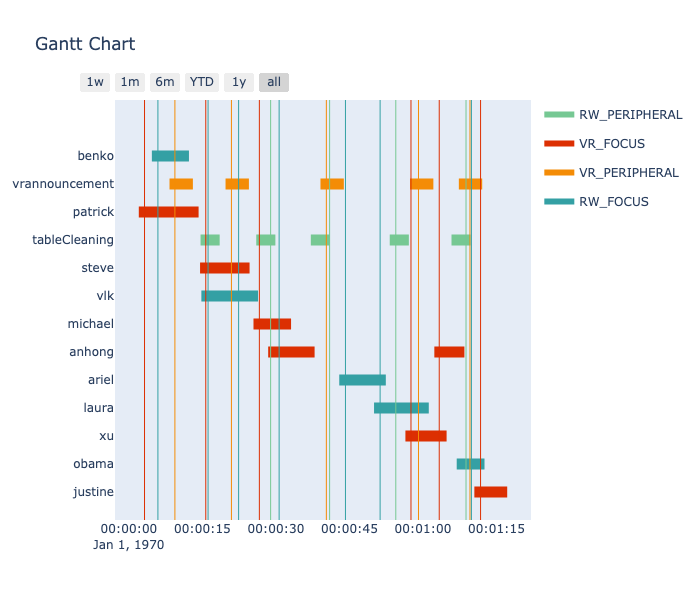 Gantt Chart
1w 1m 6m YTD 1y all
RW_PERIPHERAL
VR_FOCUS
VR_PERIPHERAL
RW_FOCUS
benko
vrannouncement
patrick
tableCleaning
steve
vlk
michael
anhong
ariel
laura
xu
obama
justine
00:00:00 00:00:15 00:00:30 00:00:45 00:01:00 00:01:15
Jan 1, 1970